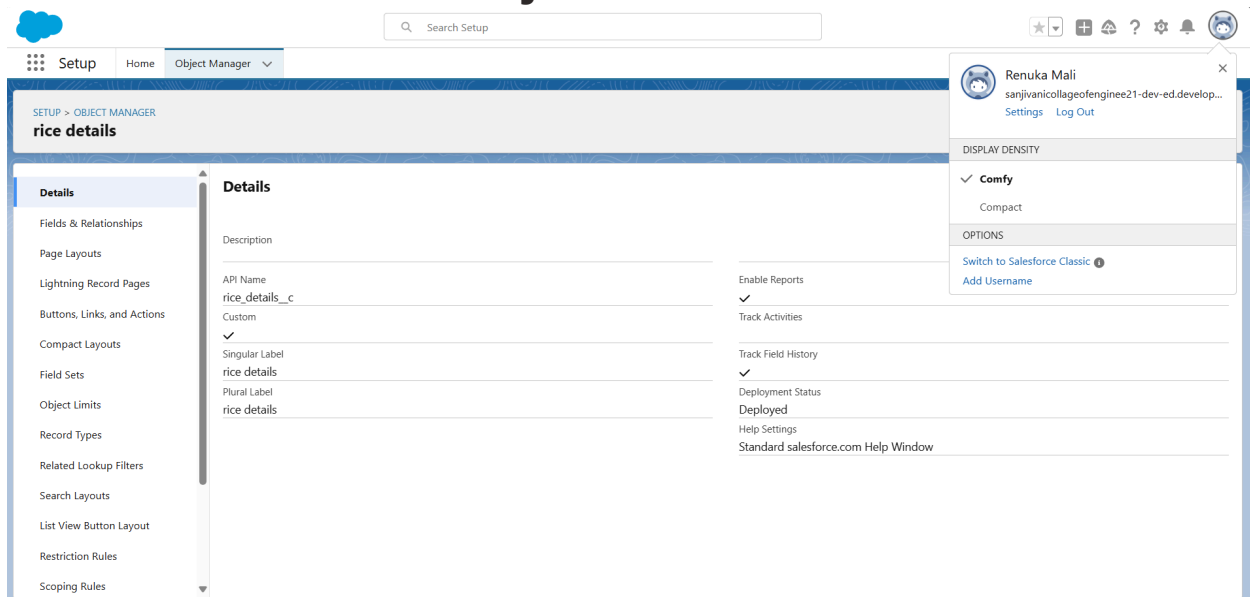 Search Setup
Setup
Home
Object Manager
Renuka Mali
sanjivanicollageofenginee21-dev-ed.develop...
Settings Log Out
DISPLAY DENSITY
Comfy
Compact
OPTIONS
Switch to Salesforce Classic
Add Username
SETUP > OBJECT MANAGER
rice details
Details
Fields & Relationships
Page Layouts
Lightning Record Pages
Buttons, Links, and Actions
Compact Layouts
Field Sets
Object Limits
Record Types
Related Lookup Filters
Search Layouts
List View Button Layout
Restriction Rules
Scoping Rules
Details
Description
API Name
rice_details__c
Custom
Singular Label
rice details
Plural Label
rice details
Enable Reports
Track Activities
Track Field History
Deployment Status
Deployed
Help Settings
Standard salesforce.com Help Window